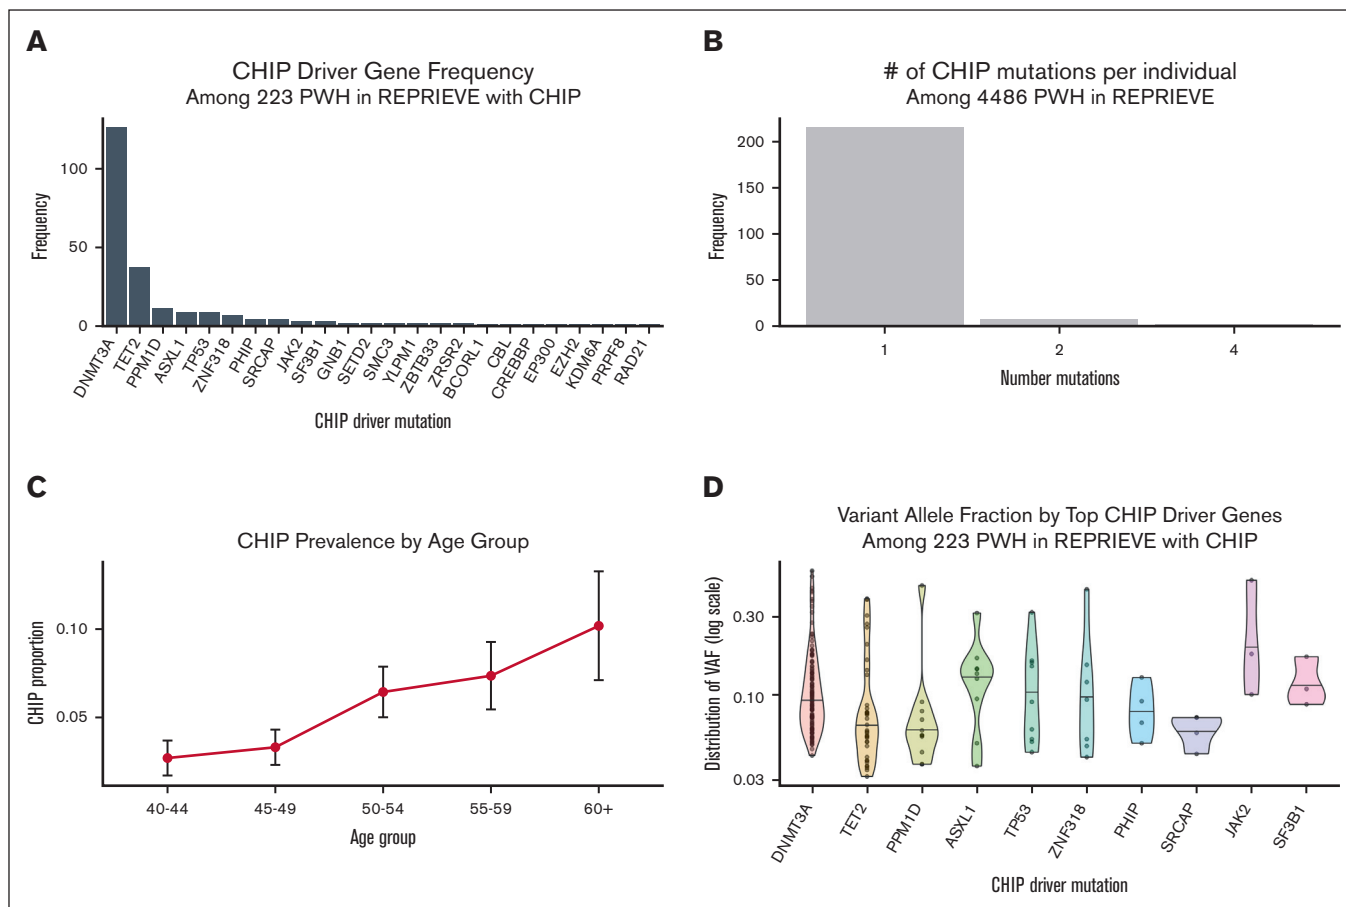 A
CHIP Driver Gene Frequency
Among 223 PWH in REPRIEVE with CHIP
Frequency
100
50
0
DNMT3A
TET2
PPM1D
ASXL1
TP53
ZNF318
PHIP
SRCAP
JAK2
SF3B1
GNB1
SETD2
SMC3
YLPM1
ZBTB33
ZRSR2
BCORL1
CBL
CREBBP
EP300
EZH2
KDM6A
PRPF8
RAD21
CHIP driver mutation
B
# of CHIP mutations per individual
Among 4486 PWH in REPRIEVE
Frequency
200
150
100
50
0
1
2
4
Number mutations
C
CHIP Prevalence by Age Group
CHIP proportion
0.10
0.05
40-44
45-49
50-54
55-59
60+
Age group
D
Variant Allele Fraction by Top CHIP Driver Genes
Among 223 PWH in REPRIEVE with CHIP
Distribution of VAF (log scale)
0.30
0.10
0.03
DNMT3A
TET2
PPM1D
ASXL1
TP53
ZNF318
PHIP
SRCAP
JAK2
SF3B1
CHIP driver mutation